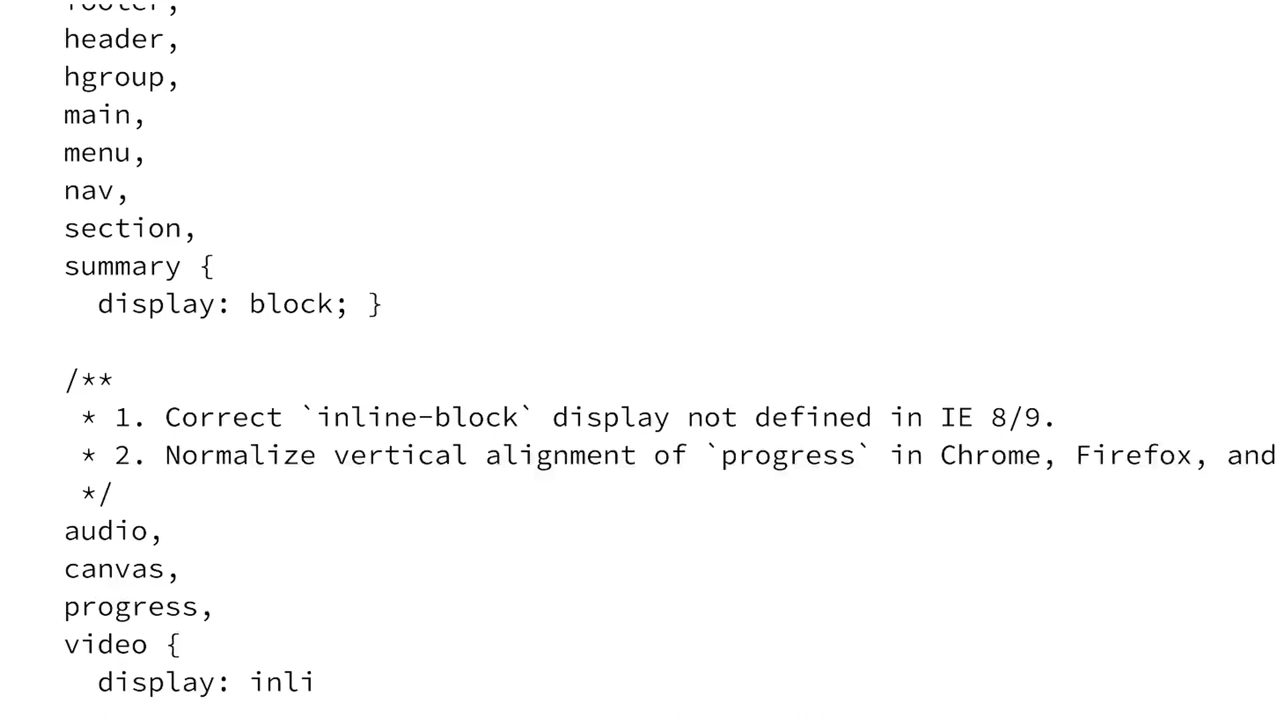 footer,
header,
hgroup,
main,
menu,
nav,
section,
summary {
  display: block; }

/**
 * 1. Correct `inline-block` display not defined in IE 8/9.
 * 2. Normalize vertical alignment of `progress` in Chrome, Firefox, and
 */
audio,
canvas,
progress,
video {
  display: inli